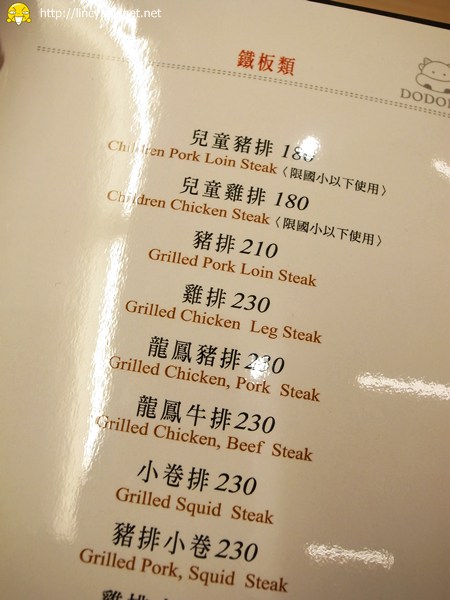 鐵板類
兒童豬排 180
Children Pork Loin Steak〈限國小以下使用〉
兒童雞排 180
Children Chicken Steak〈限國小以下使用〉
豬排 210
Grilled Pork Loin Steak
雞排 230
Grilled Chicken Leg Steak
龍鳳豬排 230
Grilled Chicken, Pork Steak
龍鳳牛排 230
Grilled Chicken, Beef Steak
小卷排 230
Grilled Squid Steak
豬排小卷 230
Grilled Pork, Squid Steak